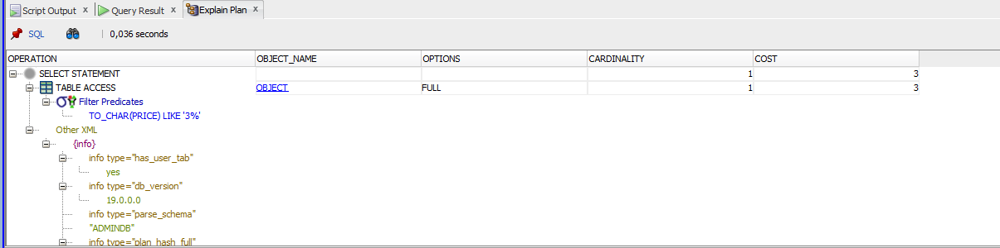 Script Output x Query Result x Explain Plan x
SQL 0,036 seconds
OPERATION OBJECT_NAME OPTIONS CARDINALITY COST
SELECT STATEMENT 1 3
TABLE ACCESS OBJECT FULL 1 3
Filter Predicates
TO_CHAR(PRICE) LIKE '3%'
Other XML
{info}
info type="has_user_tab"
yes
info type="db_version"
19.0.0.0
info type="parse_schema"
"ADMINDB"
info type="plan_hash_full"